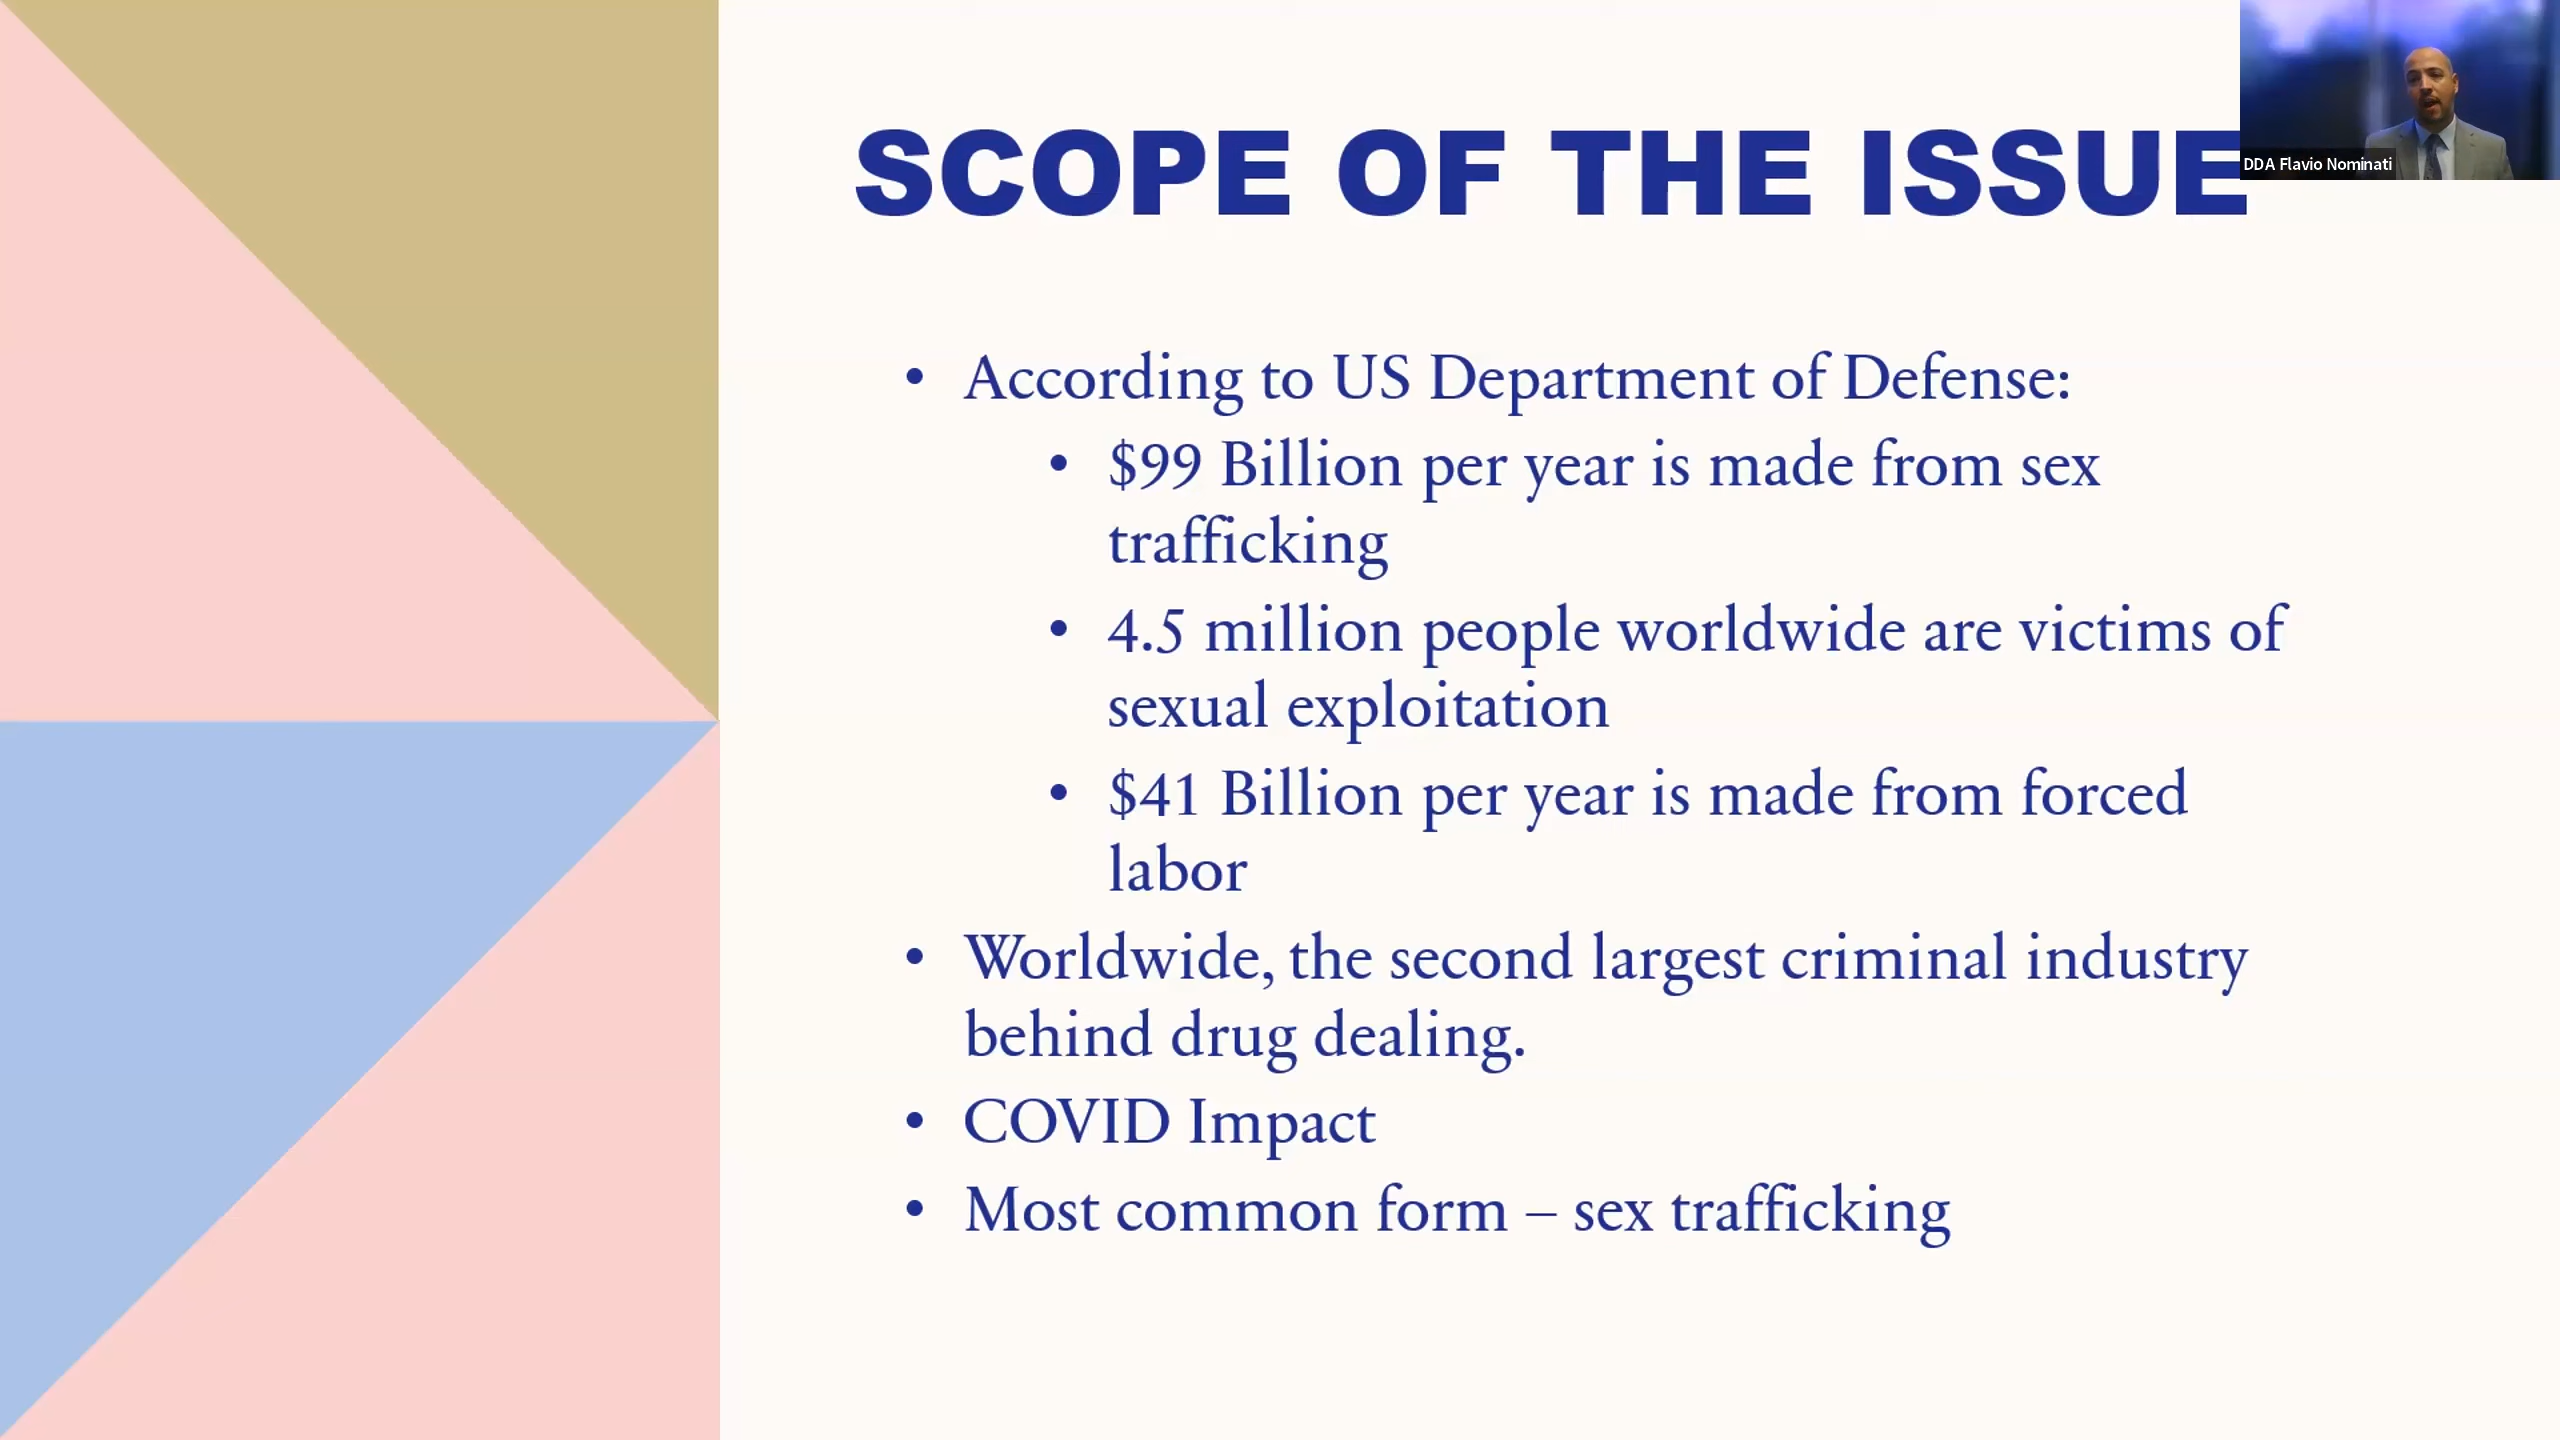 SCOPE OF THE ISSUE
DDA Flavio Nominati
• According to US Department of Defense:
• $99 Billion per year is made from sex
trafficking
• 4.5 million people worldwide are victims of
sexual exploitation
• $41 Billion per year is made from forced
labor
• Worldwide, the second largest criminal industry
behind drug dealing.
• COVID Impact
• Most common form – sex trafficking